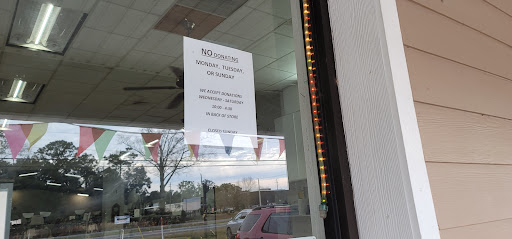 NO DONATING
MONDAY, TUESDAY,
OR SUNDAY
WE ACCEPT DONATIONS
WEDNESDAY - SATURDAY
IN BACK OF STORE
CLOSED SUNDAY